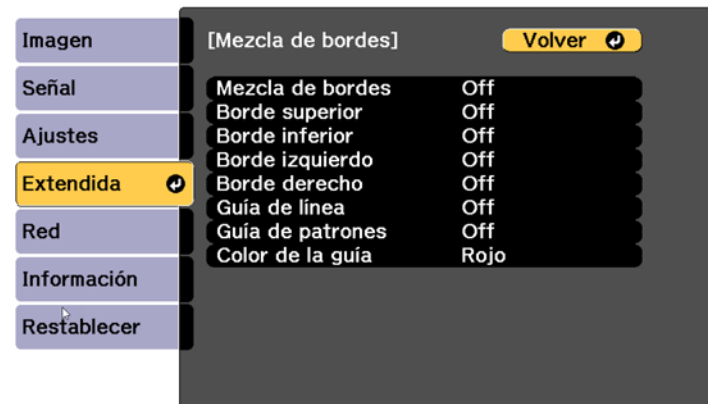 Imagen
Señal
Ajustes
Extendida
Red
Información
Restablecer
[Mezcla de bordes] Volver
Mezcla de bordes Off
Borde superior Off
Borde inferior Off
Borde izquierdo Off
Borde derecho Off
Guía de línea Off
Guía de patrones Off
Color de la guía Rojo